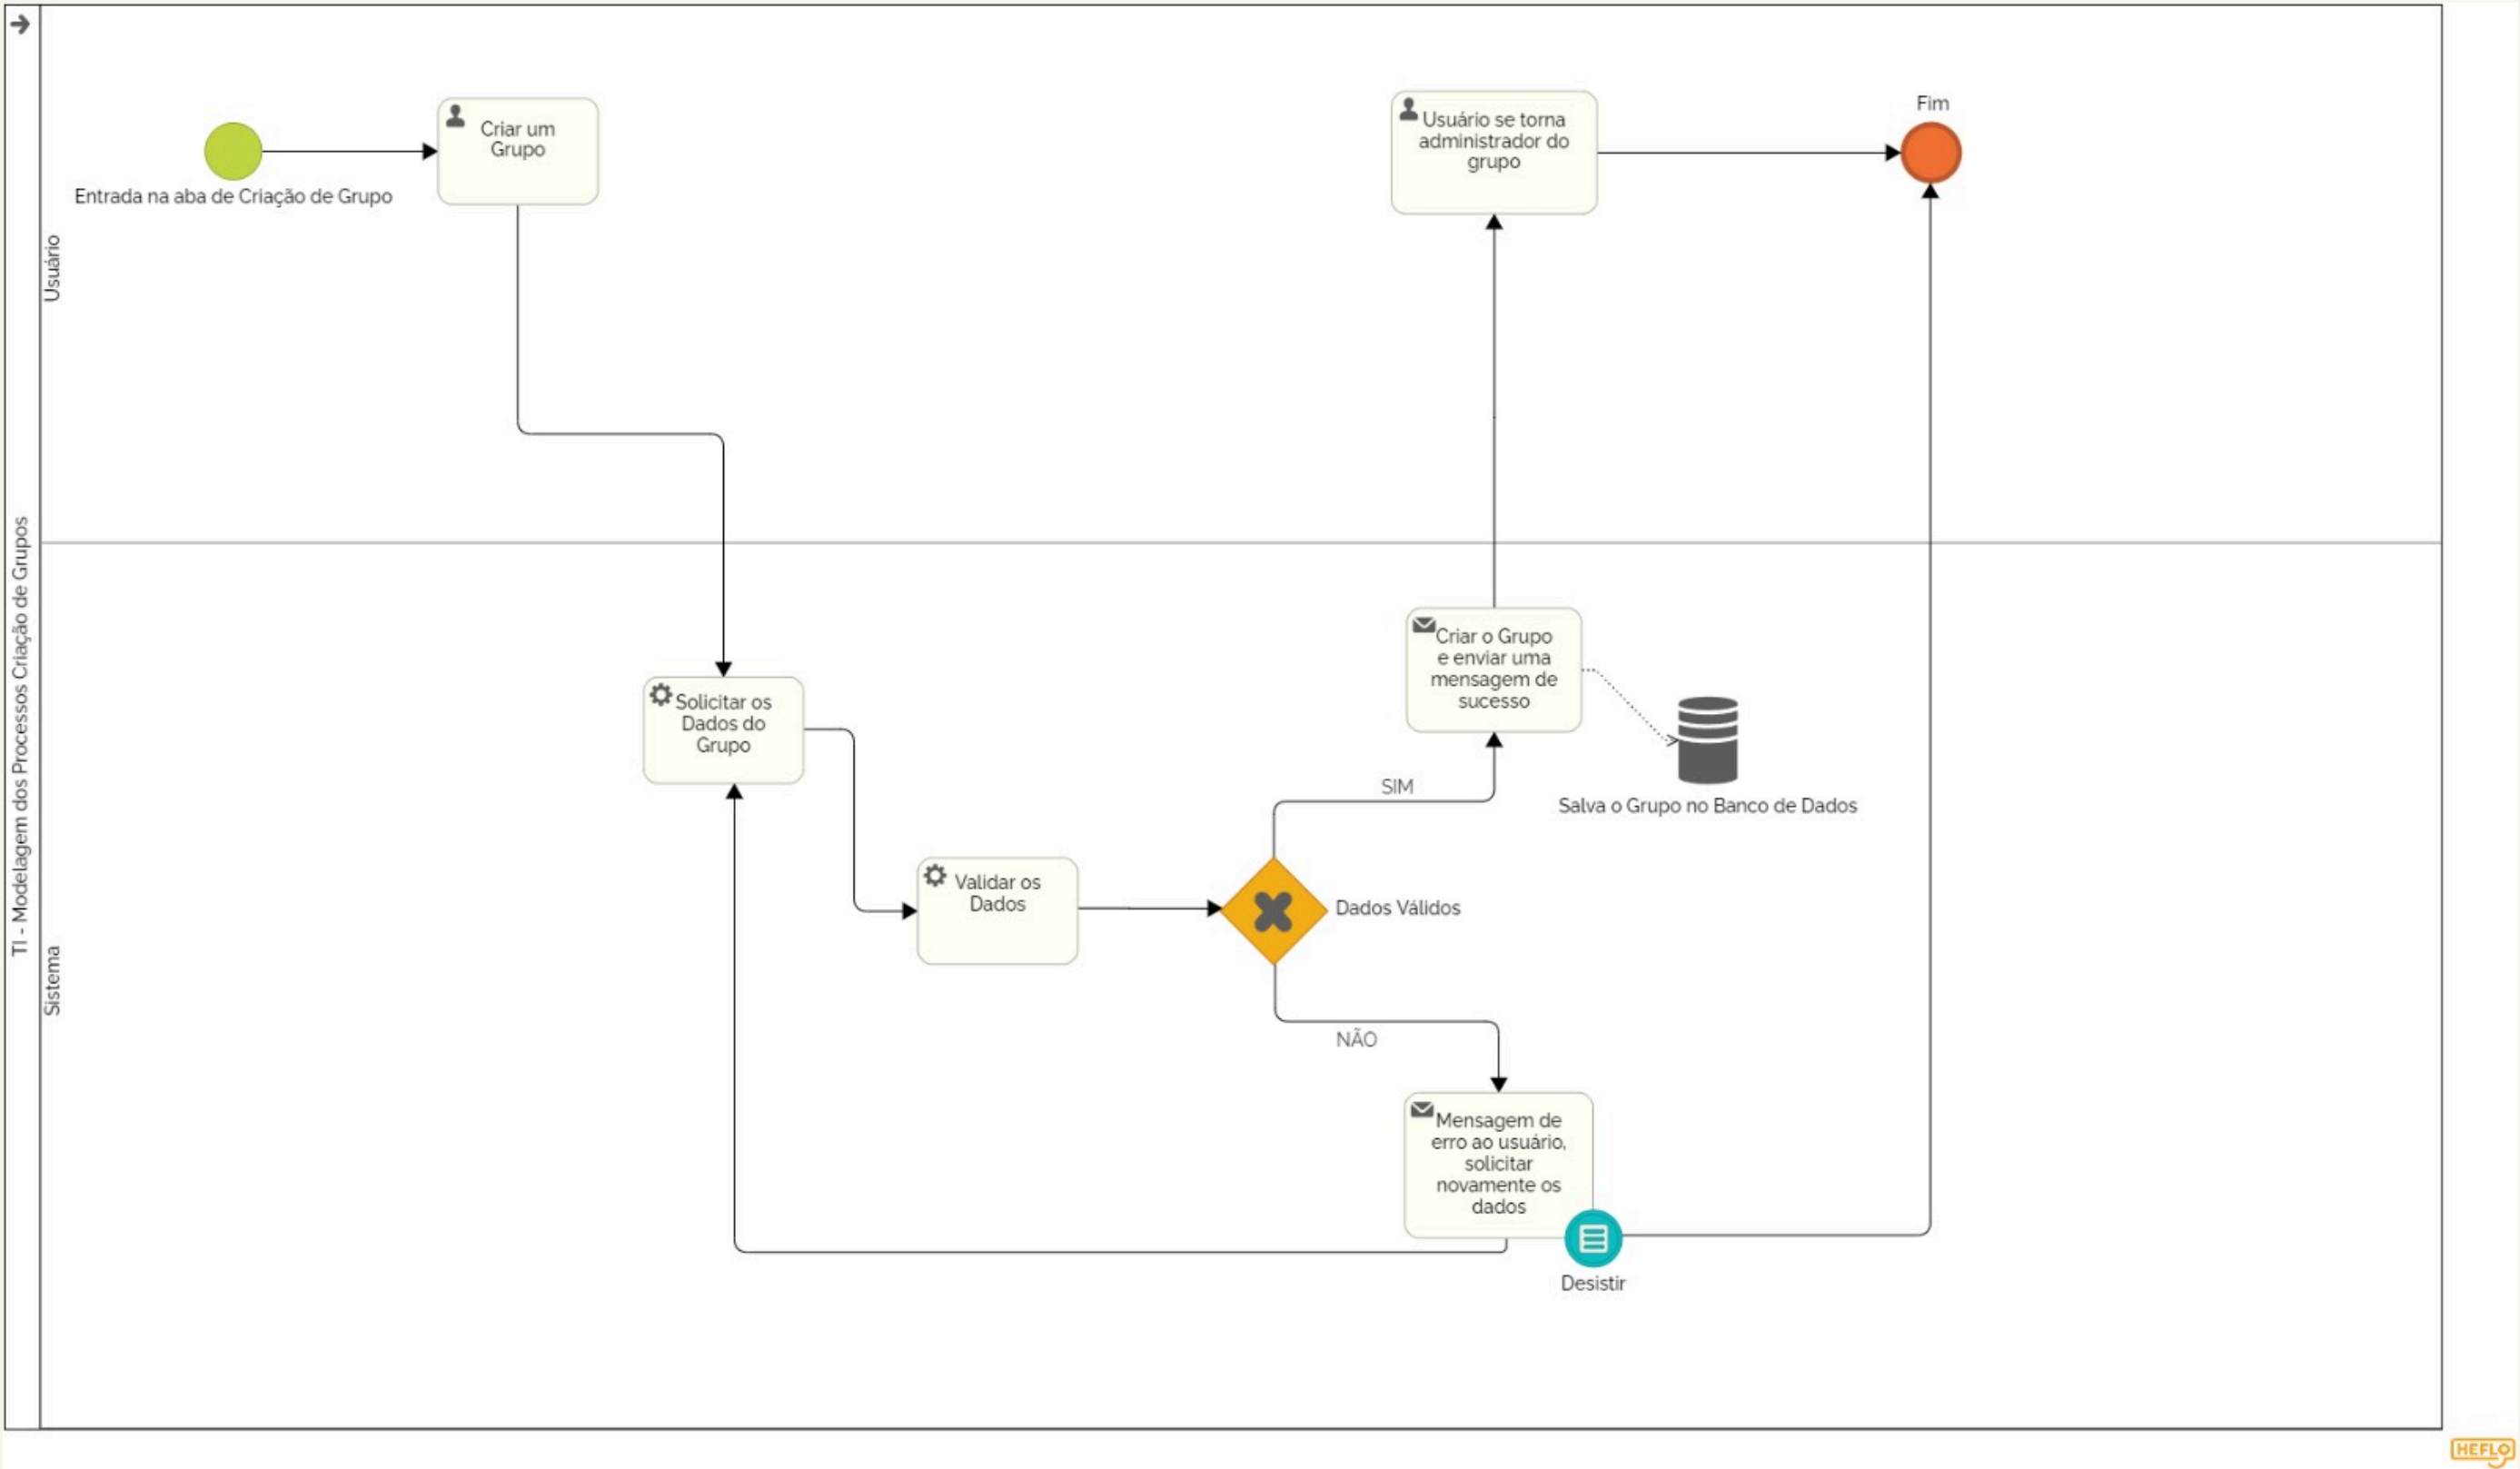 TI - Modelagem dos Processos Criação de Grupos
Usuário
Entrada na aba de Criação de Grupo
Criar um
Grupo
Usuário se torna
administrador do
grupo
Fim
Sistema
Solicitar os
Dados do
Grupo
Validar os
Dados
Dados Válidos
SIM
Criar o Grupo
e enviar uma
mensagem de
sucesso
Salva o Grupo no Banco de Dados
NÃO
Mensagem de
erro ao usuário,
solicitar
novamente os
dados
Desistir
HEFLO